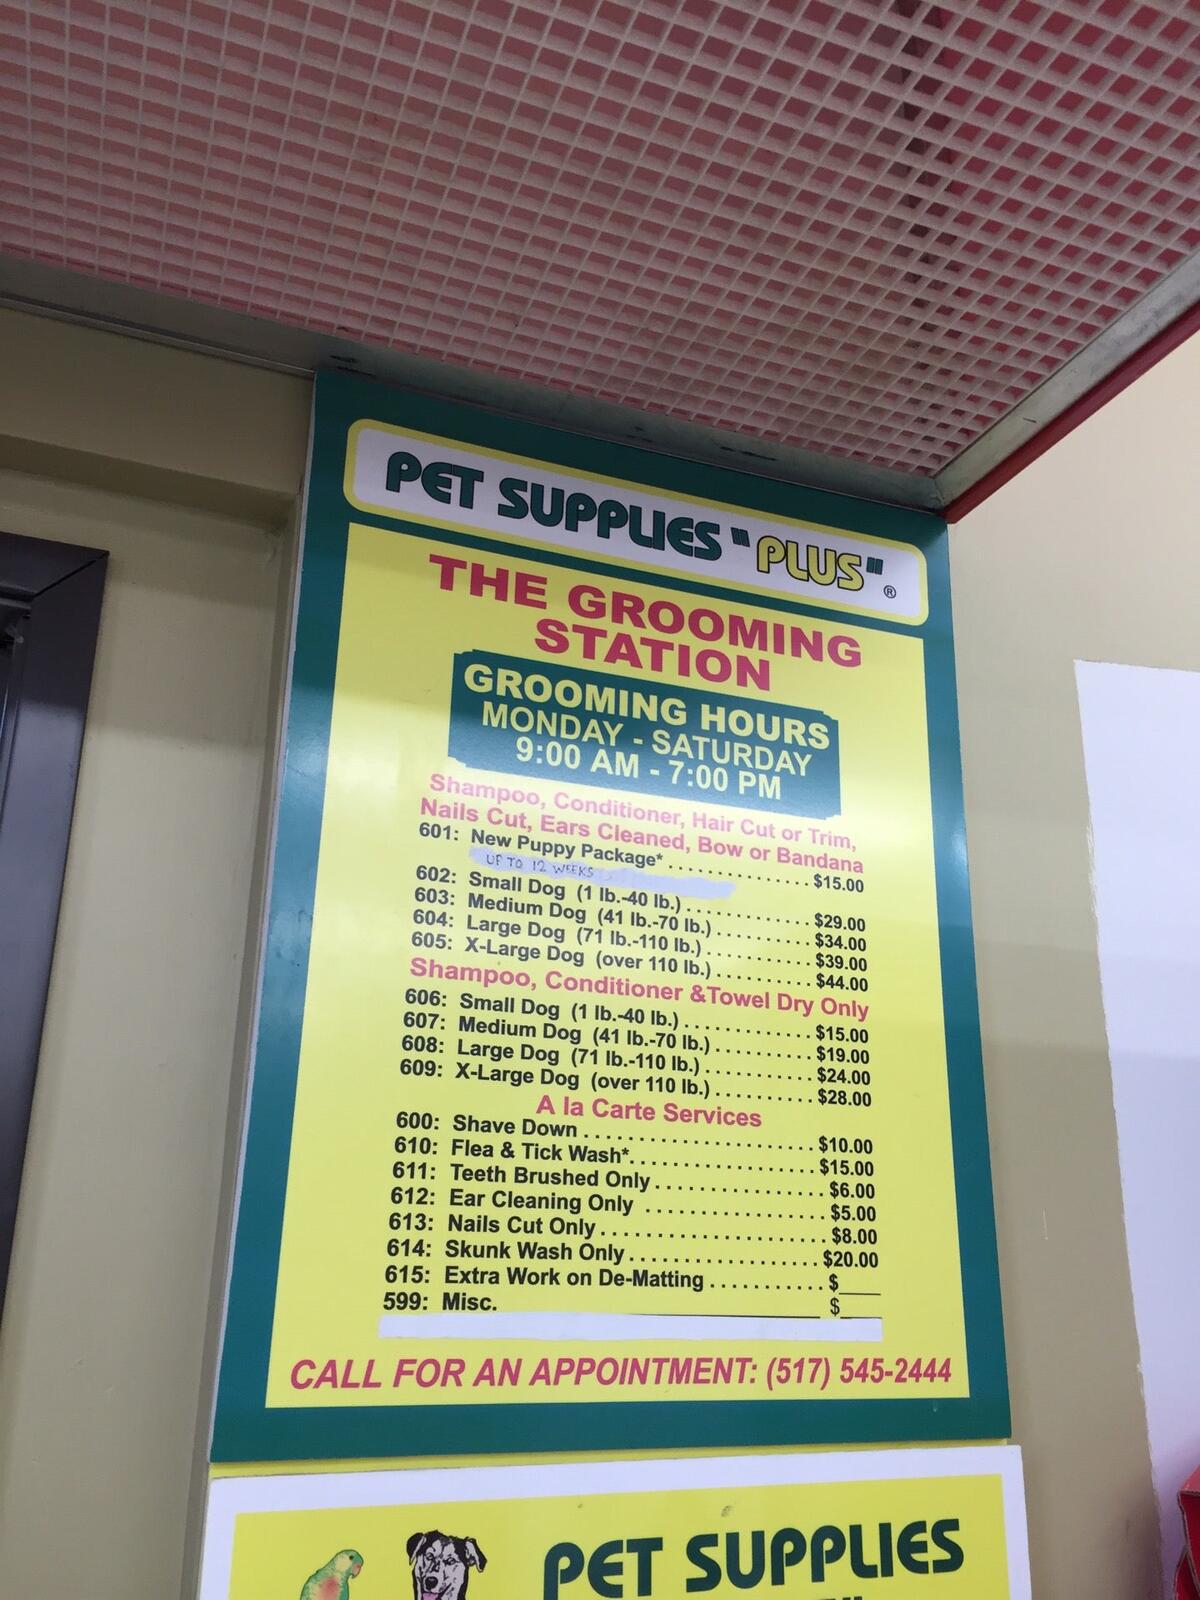 PET SUPPLIES "PLUS"®
THE GROOMING
STATION
GROOMING HOURS
MONDAY - SATURDAY
9:00 AM - 7:00 PM
Shampoo, Conditioner, Hair Cut or Trim,
Nails Cut, Ears Cleaned, Bow or Bandana
601: New Puppy Package* . . . . . . . . . . . . . $15.00
UP TO 12 WEEKS
602: Small Dog (1 lb.-40 lb.) . . . . . . . . . . . . $29.00
603: Medium Dog (41 lb.-70 lb.) . . . . . . . . . . $34.00
604: Large Dog (71 lb.-110 lb.) . . . . . . . . . . $39.00
605: X-Large Dog (over 110 lb.) . . . . . . . . . . $44.00
Shampoo, Conditioner &Towel Dry Only
606: Small Dog (1 lb.-40 lb.) . . . . . . . . . . . . $15.00
607: Medium Dog (41 lb.-70 lb.) . . . . . . . . . . $19.00
608: Large Dog (71 lb.-110 lb.) . . . . . . . . . . $24.00
609: X-Large Dog (over 110 lb.) . . . . . . . . . . $28.00
A la Carte Services
600: Shave Down . . . . . . . . . . . . . . . . . . . . . $10.00
610: Flea & Tick Wash* . . . . . . . . . . . . . . . . . $15.00
611: Teeth Brushed Only . . . . . . . . . . . . . . . . $6.00
612: Ear Cleaning Only . . . . . . . . . . . . . . . . . $5.00
613: Nails Cut Only . . . . . . . . . . . . . . . . . . . . . $8.00
614: Skunk Wash Only . . . . . . . . . . . . . . . . . . $20.00
615: Extra Work on De-Matting . . . . . . . . . . . $____
599: Misc. ____ $____
CALL FOR AN APPOINTMENT: (517) 545-2444
PET SUPPLIES